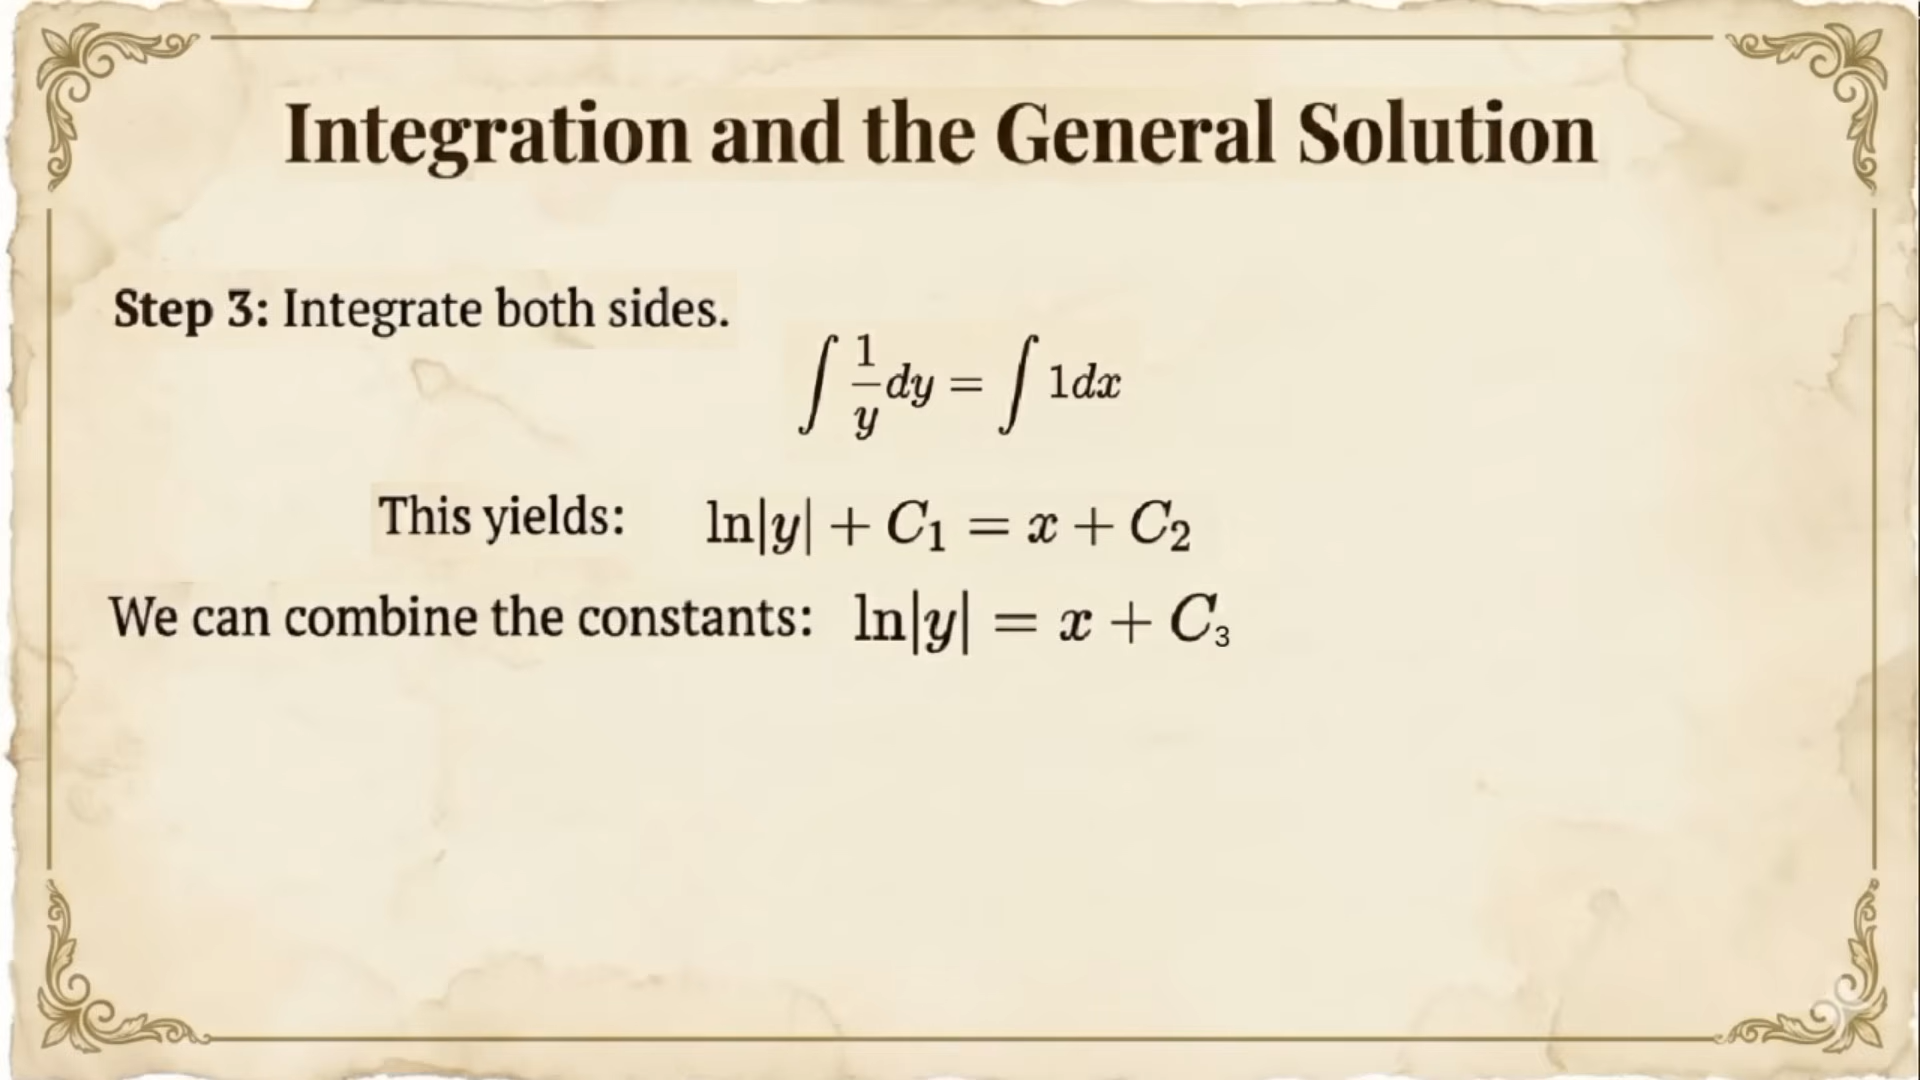 Integration and the General Solution
Step 3: Integrate both sides.
∫ 1/y dy = ∫ 1dx
This yields: ln|y| + C₁ = x + C₂
We can combine the constants: ln|y| = x + C₃